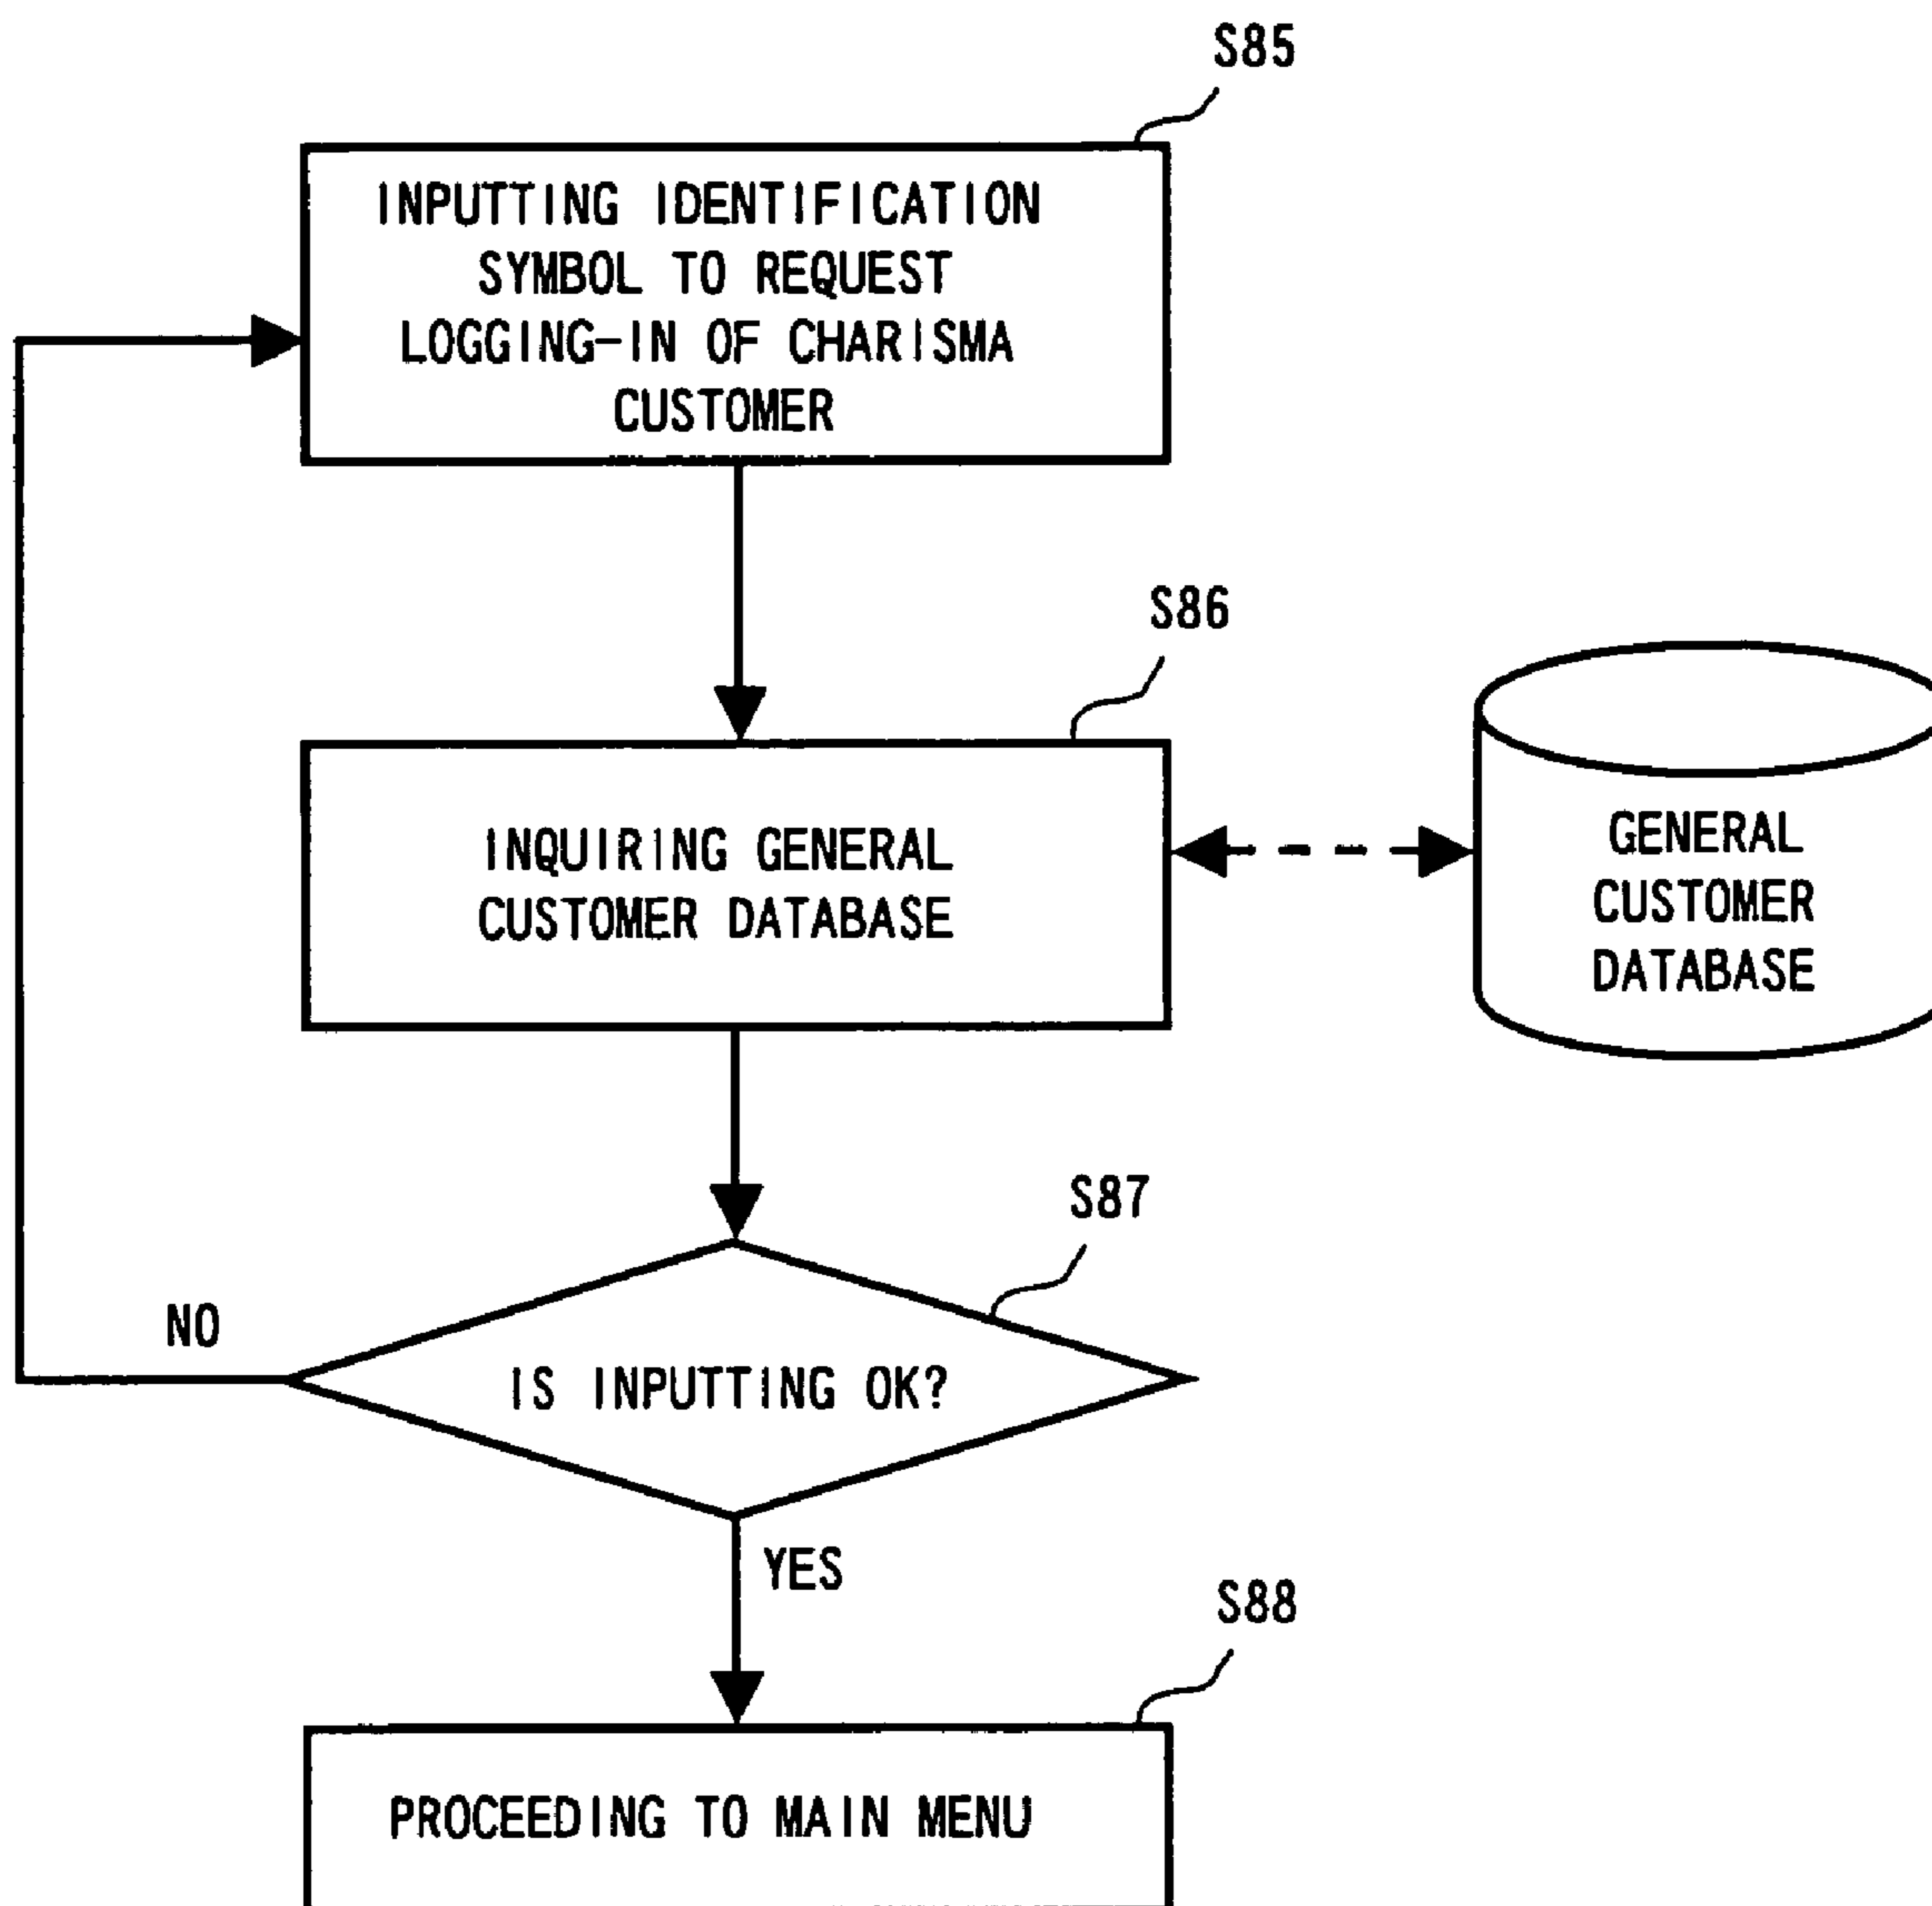 S85
INPUTTING IDENTIFICATION
SYMBOL TO REQUEST
LOGGING-IN OF CHARISMA
CUSTOMER
S86
INQUIRING GENERAL
CUSTOMER DATABASE
GENERAL
CUSTOMER
DATABASE
S87
NO
IS INPUTTING OK?
YES
S88
PROCEEDING TO MAIN MENU